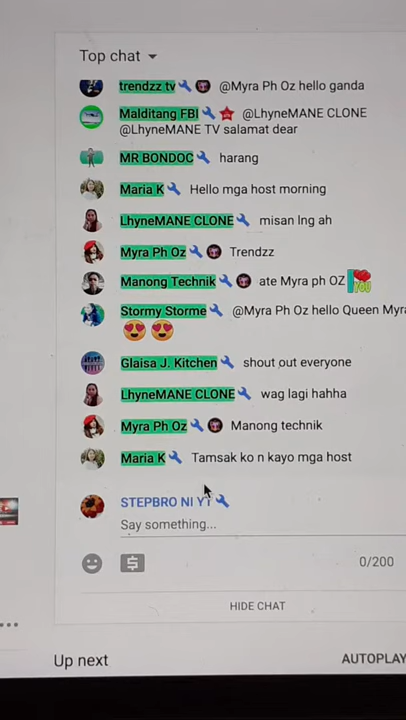 Top chat
trendzz tv @Myra Ph Oz hello ganda
Malditang FBI @LhyneMANE CLONE
@LhyneMANE TV salamat dear
MR BONDOC harang
Maria K Hello mga host morning
LhyneMANE CLONE misan lng ah
Myra Ph Oz Trendzz
Manong Technik ate Myra ph OZ YOU
Stormy Storme @Myra Ph Oz hello Queen Myra
Glaisa J. Kitchen shout out everyone
LhyneMANE CLONE wag lagi hahha
Myra Ph Oz Manong technik
Maria K Tamsak ko n kayo mga host
STEPBRO NI YT
Say something...
0/200
HIDE CHAT
Up next AUTOPLAY